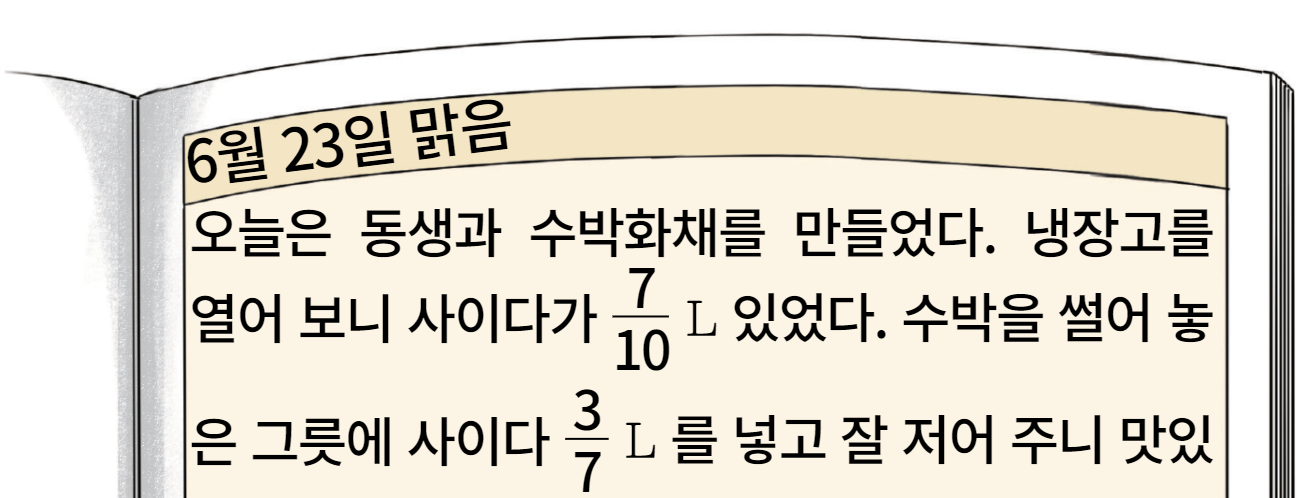 6월 23일 맑음
오늘은 동생과 수박화채를 만들었다. 냉장고를
열어 보니 사이다가 7/10 L 있었다. 수박을 썰어 놓
은 그릇에 사이다 3/7 L 를 넣고 잘 저어 주니 맛있